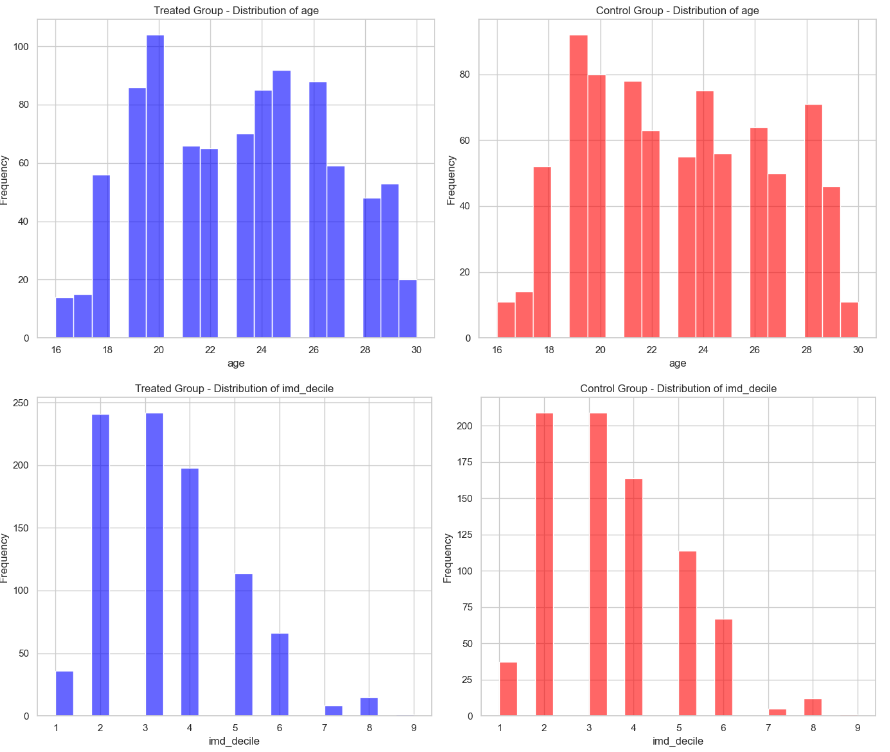 Treated Group - Distribution of age
Control Group - Distribution of age
Frequency
100
80
60
40
20
0
16 18 20 22 24 26 28 30
age
Frequency
80
60
40
20
0
16 18 20 22 24 26 28 30
age
Treated Group - Distribution of imd_decile
Control Group - Distribution of imd_decile
Frequency
250
200
150
100
50
0
1 2 3 4 5 6 7 8 9
imd_decile
Frequency
200
175
150
125
100
75
50
25
0
1 2 3 4 5 6 7 8 9
imd_decile